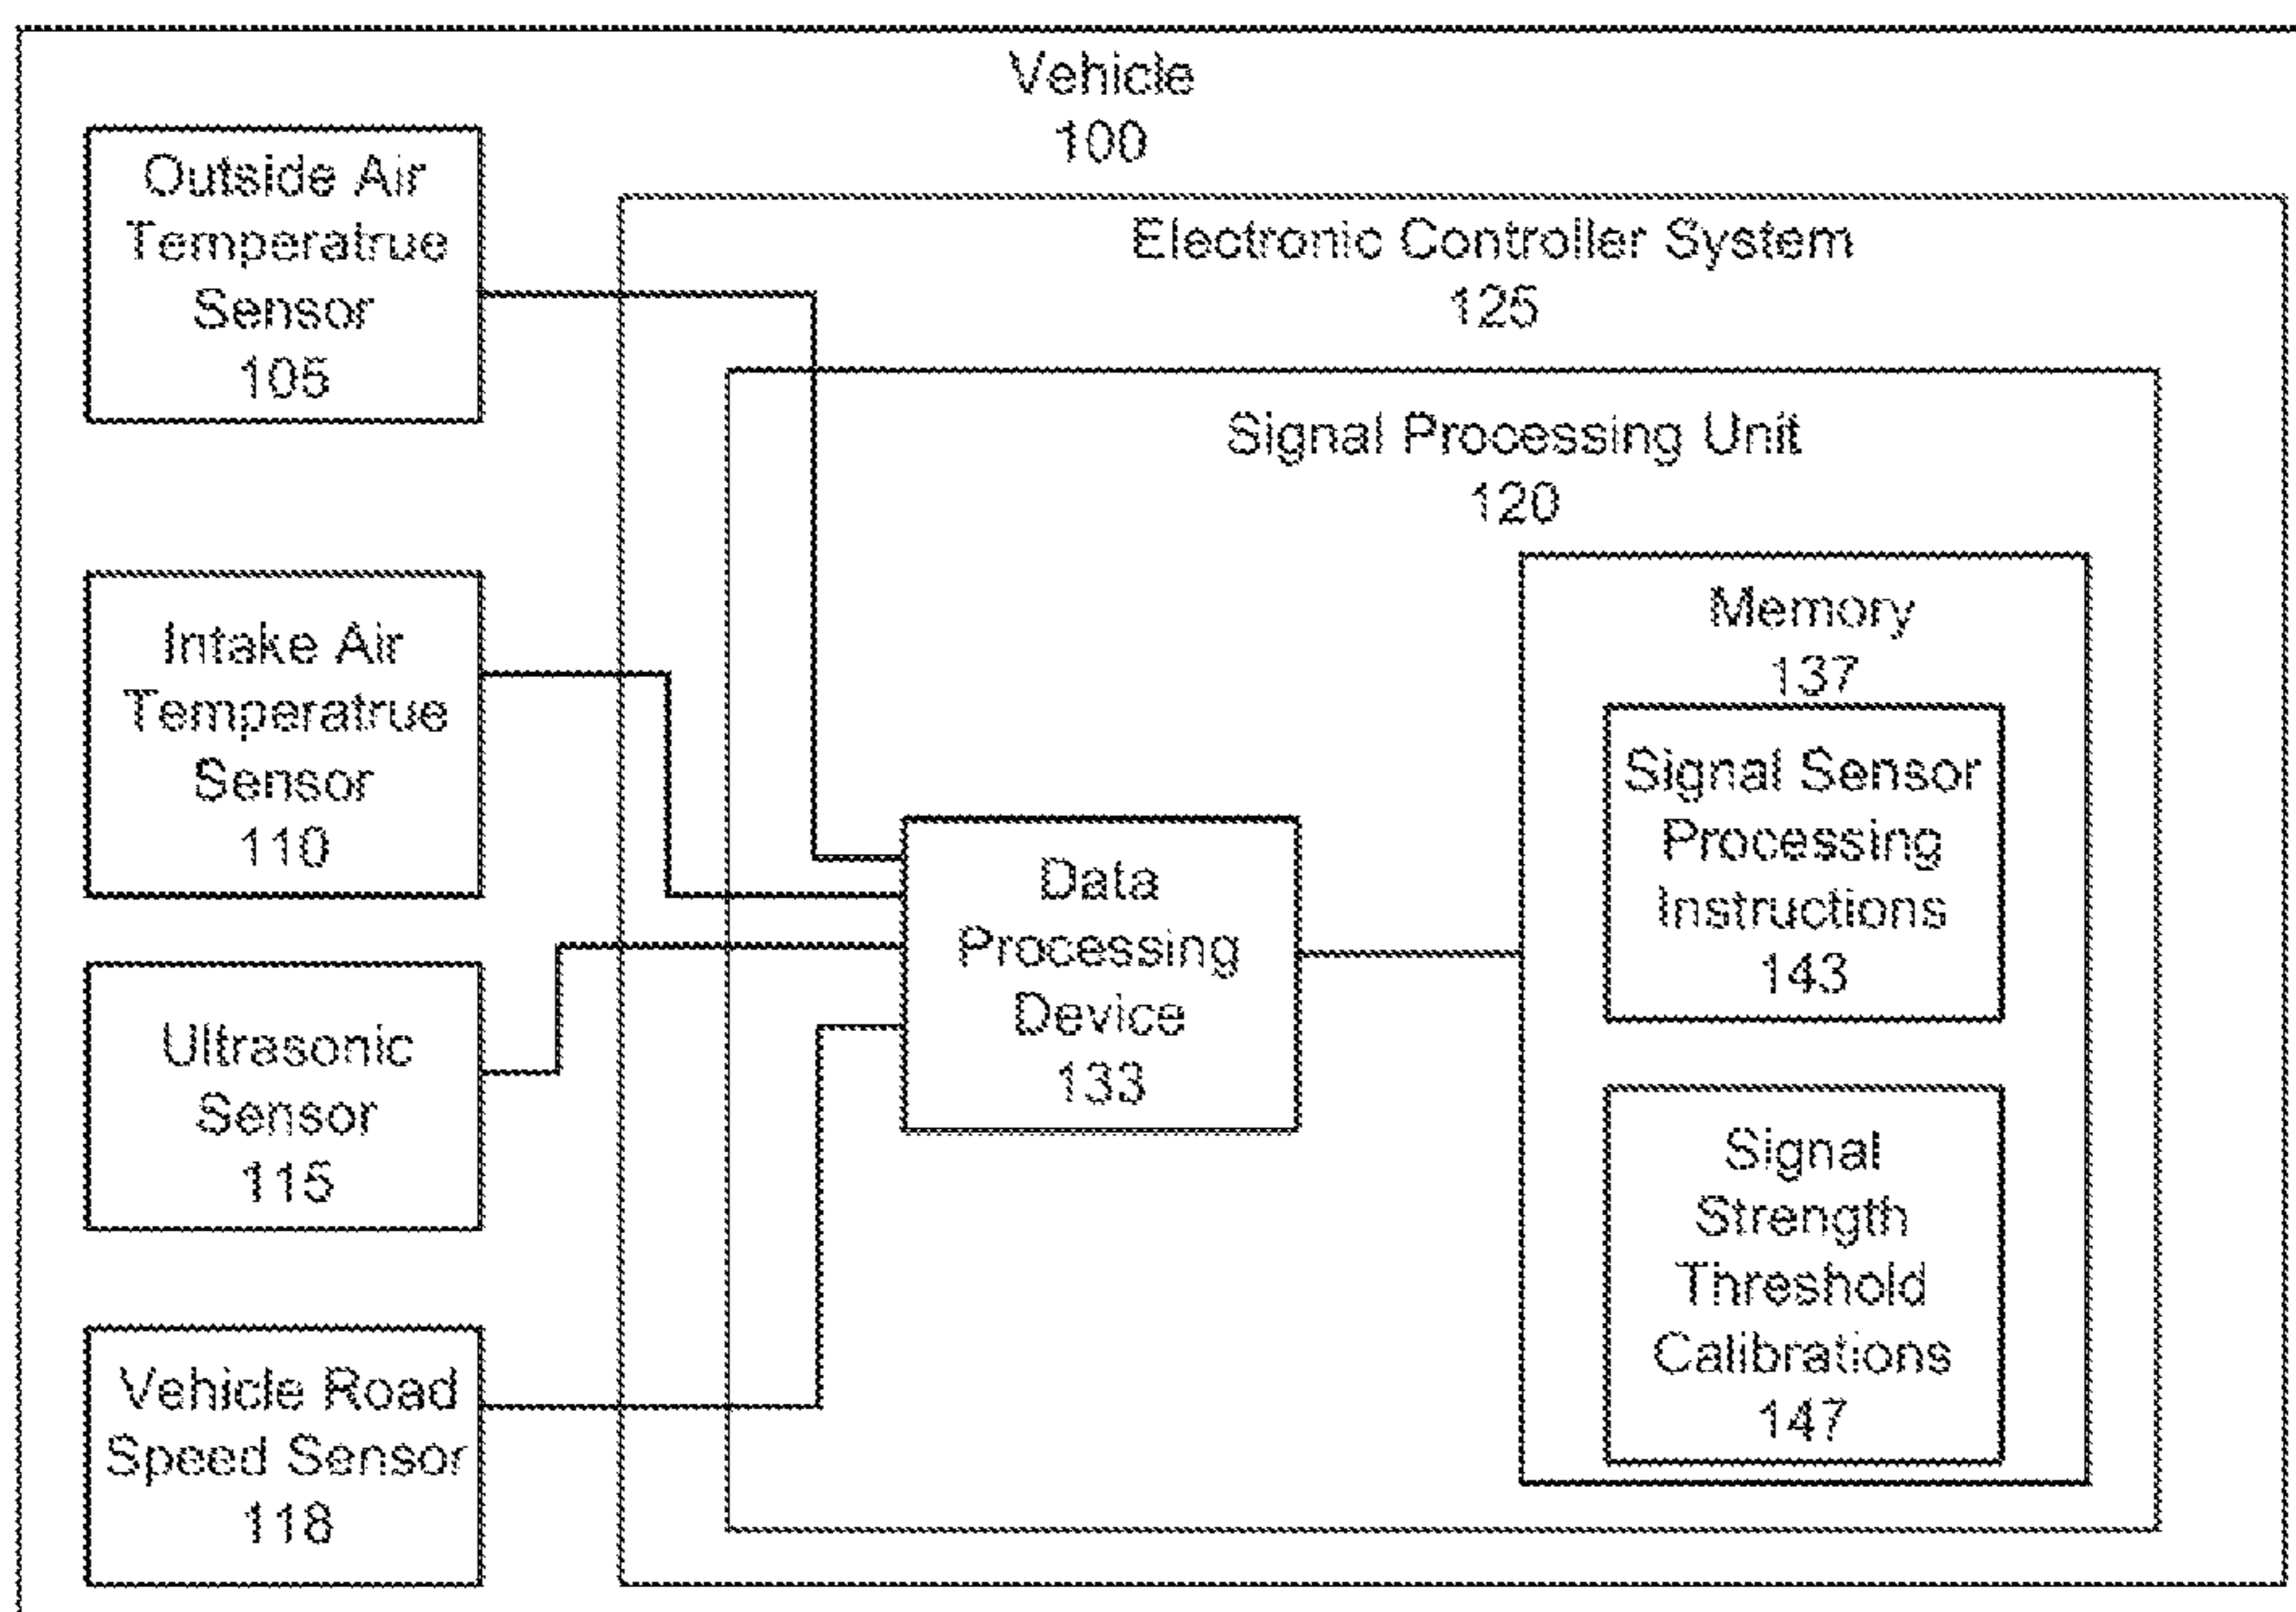 Vehicle
100
Outside Air
Temperatrue
Sensor
105
Electronic Controller System
125
Signal Processing Unit
120
Intake Air
Temperatrue
Sensor
110
Memory
137
Signal Sensor
Processing
Instructions
143
Data
Processing
Device
133
Ultrasonic
Sensor
115
Signal
Strength
Threshold
Calibrations
147
Vehicle Road
Speed Sensor
118